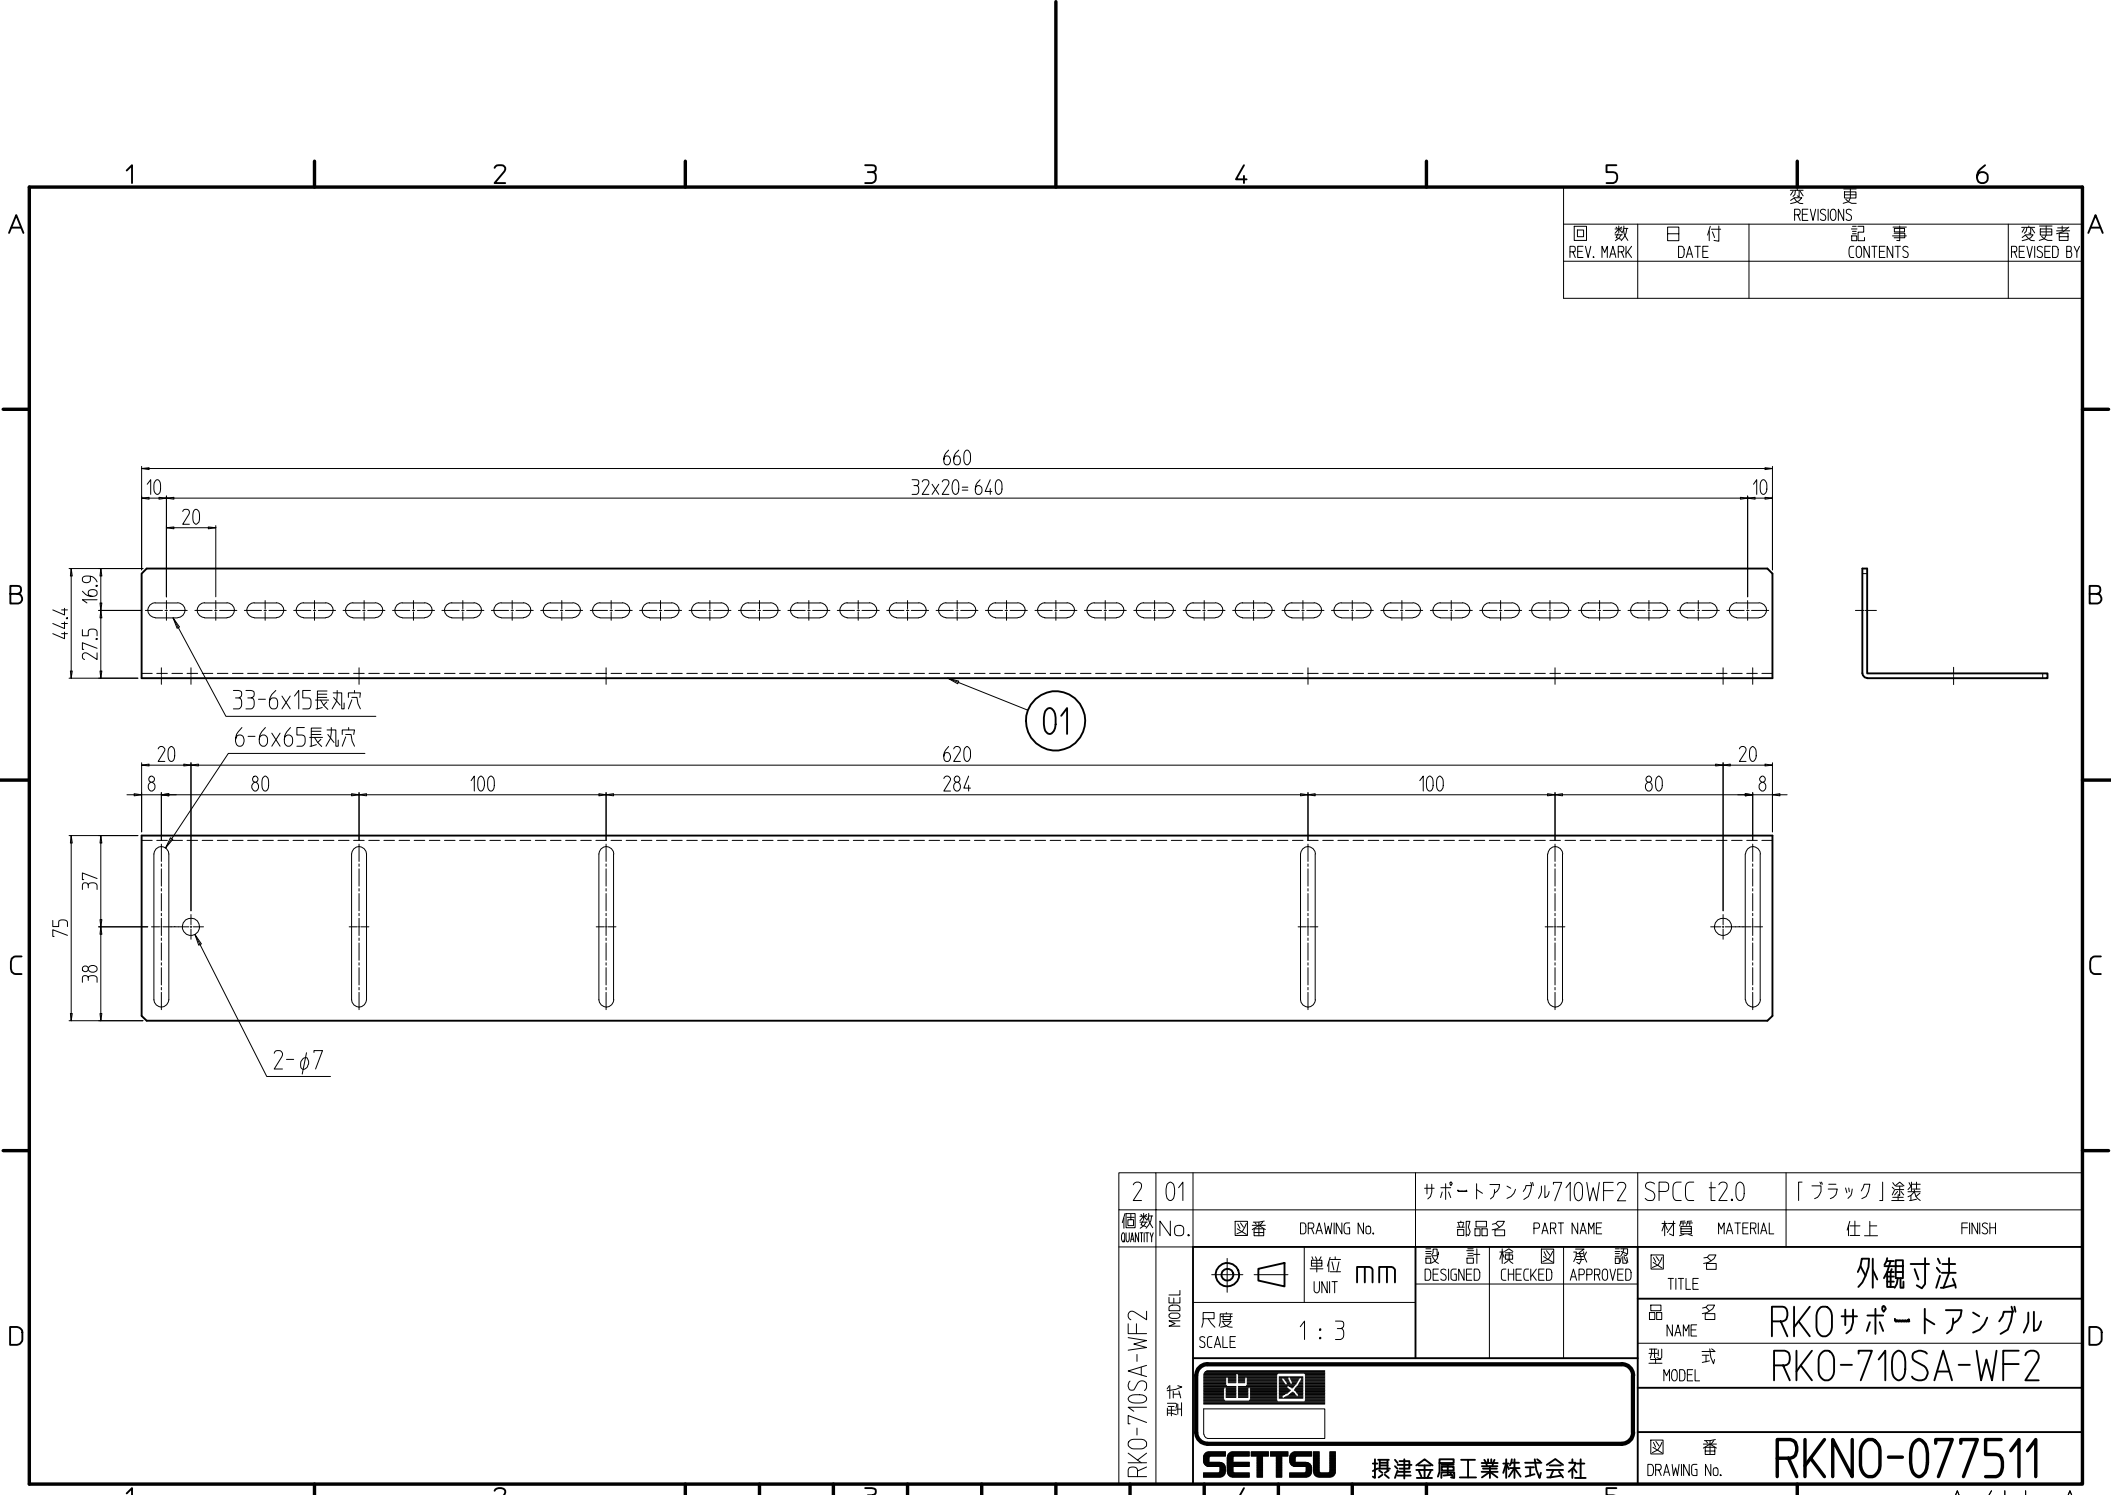 1 2 3 4 5 6
A A
変 更
REVISIONS
回 数 日 付 記 事 変更者
REV. MARK DATE CONTENTS REVISED BY
660
10 32x20=640 10
20
B B
44.4 16.9
27.5
33-6x15長丸穴
01
6-6x65長丸穴
20 620 20
8 80 100 284 100 80 8
C C
75 37
38
2-φ7
2 01 サポートアングル710WF2 SPCC t2.0 「ブラック」塗装
個数 No. 図番 DRAWING No. 部品名 PART NAME 材質 MATERIAL 仕上 FINISH
QUANTITY
単位 mm
UNIT
設 計 検 図 承 認
DESIGNED CHECKED APPROVED
図 名 外観寸法
TITLE
尺度 1 : 3
SCALE
品 名 RKOサポートアングル
NAME
型 式 RKO-710SA-WF2
MODEL
D D
RKO-710SA-WF2
MODEL
型式
出 図
SETTSU 摂津金属工業株式会社
図 番 RKNO-077511
DRAWING No.